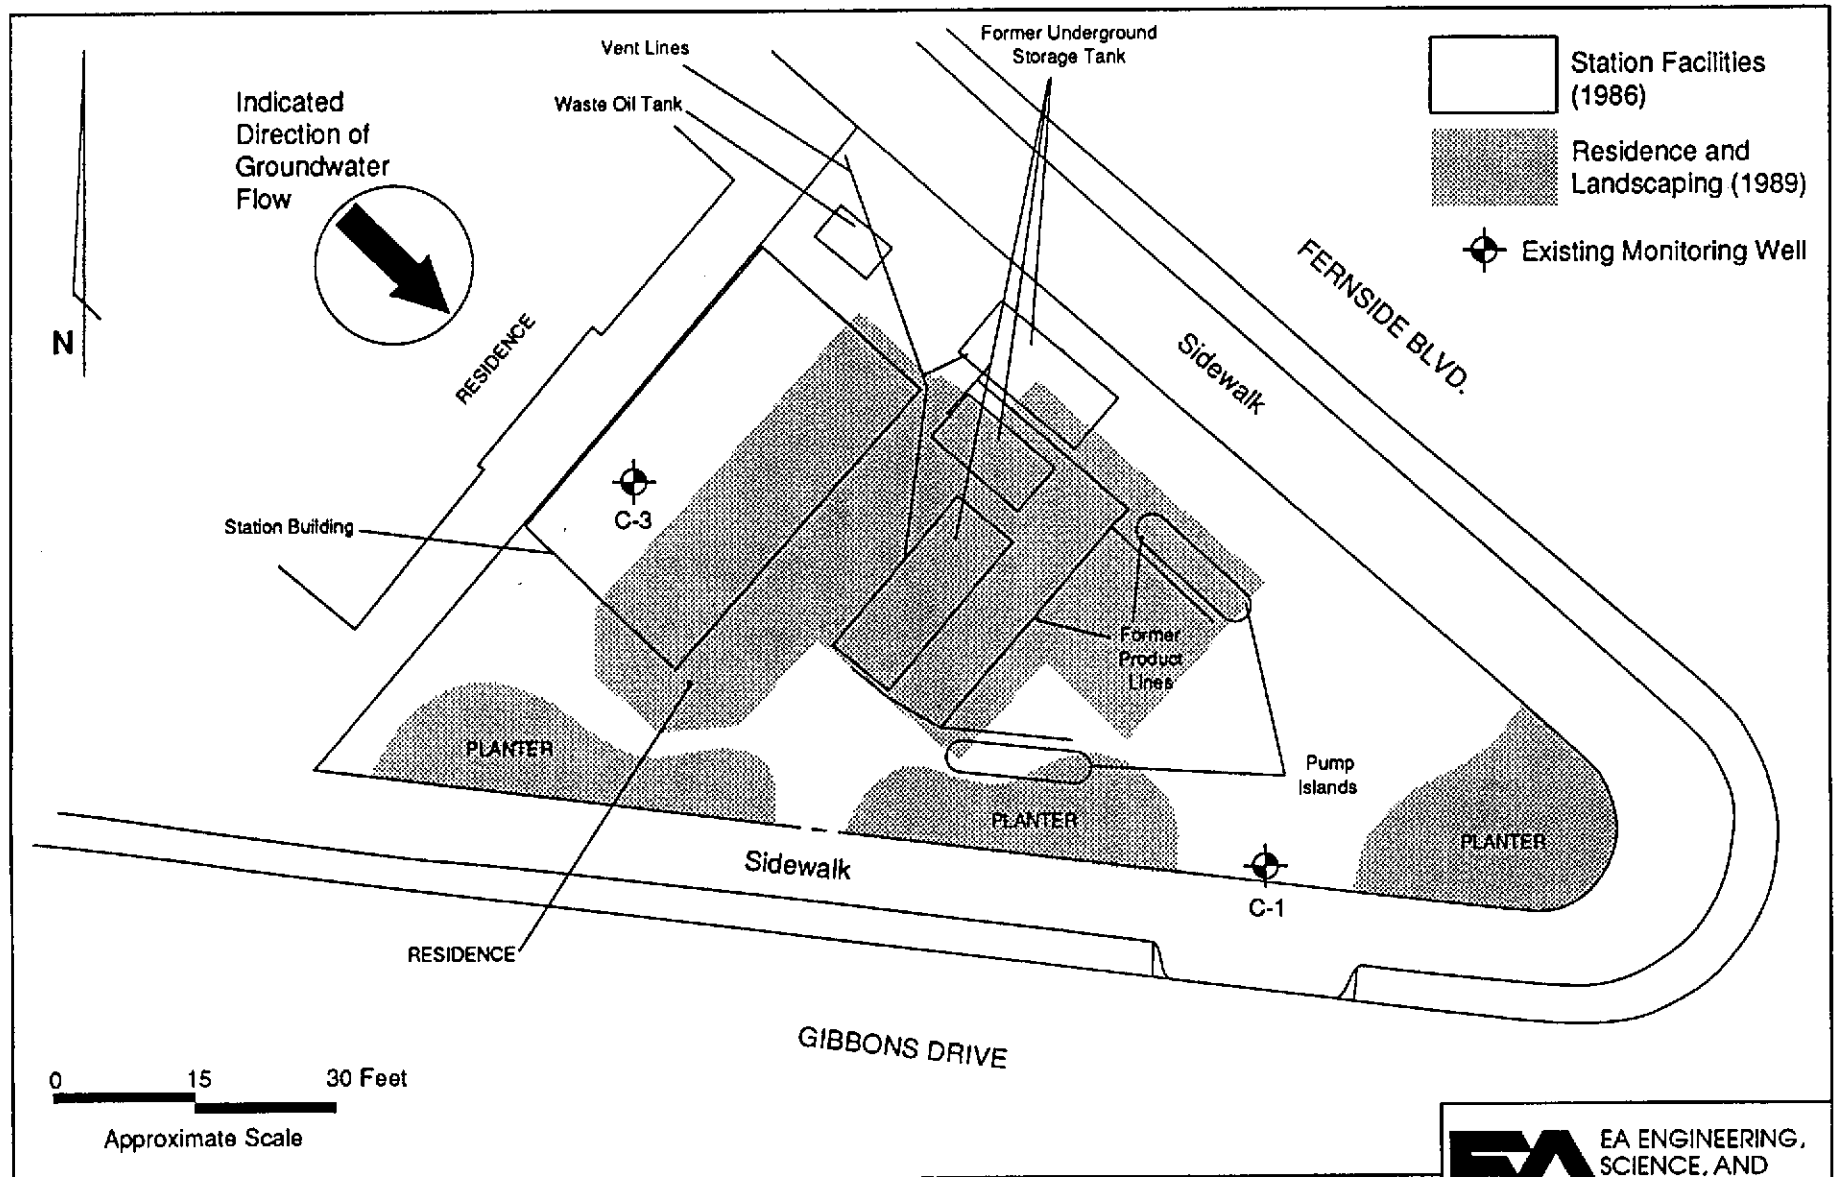 Vent Lines
Former Underground
Storage Tank
Waste Oil Tank
Indicated
Direction of
Groundwater
Flow
N
Station Facilities
(1986)
Residence and
Landscaping (1989)
Existing Monitoring Well
FERNSIDE BLVD.
Sidewalk
RESIDENCE
C-3
Station Building
Former
Product
Lines
PLANTER
Pump
Islands
PLANTER
PLANTER
Sidewalk
C-1
RESIDENCE
GIBBONS DRIVE
0 15 30 Feet
Approximate Scale
EA
EA ENGINEERING,
SCIENCE, AND